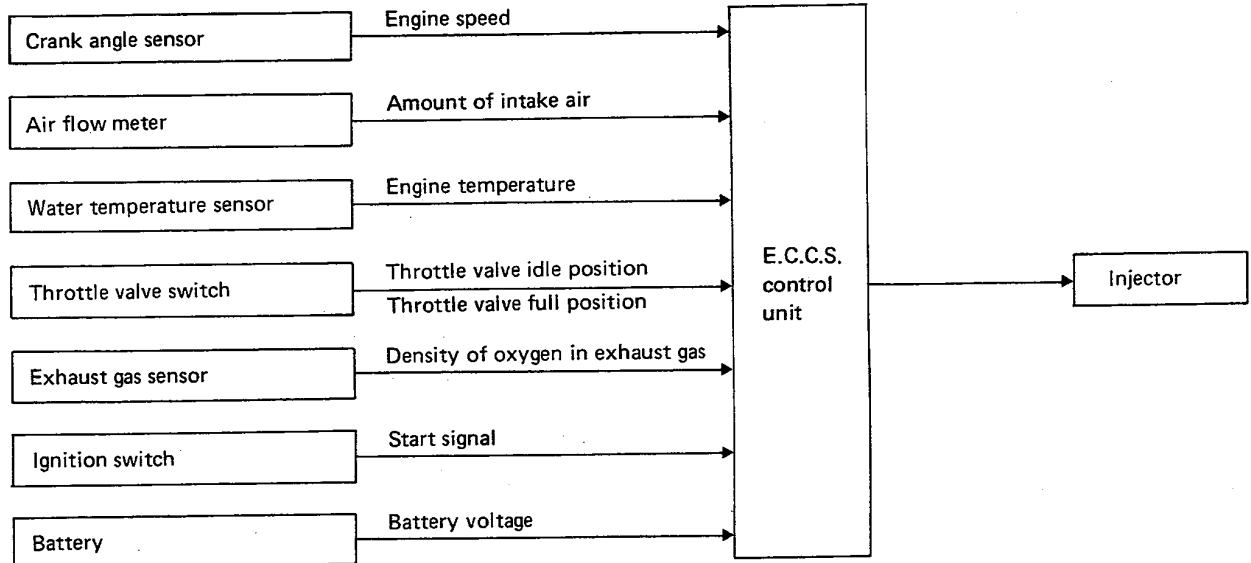 Crank angle sensor
Engine speed
Air flow meter
Amount of intake air
Water temperature sensor
Engine temperature
Throttle valve switch
Throttle valve idle position
Throttle valve full position
Exhaust gas sensor
Density of oxygen in exhaust gas
Ignition switch
Start signal
Battery
Battery voltage
E.C.C.S.
control
unit
Injector